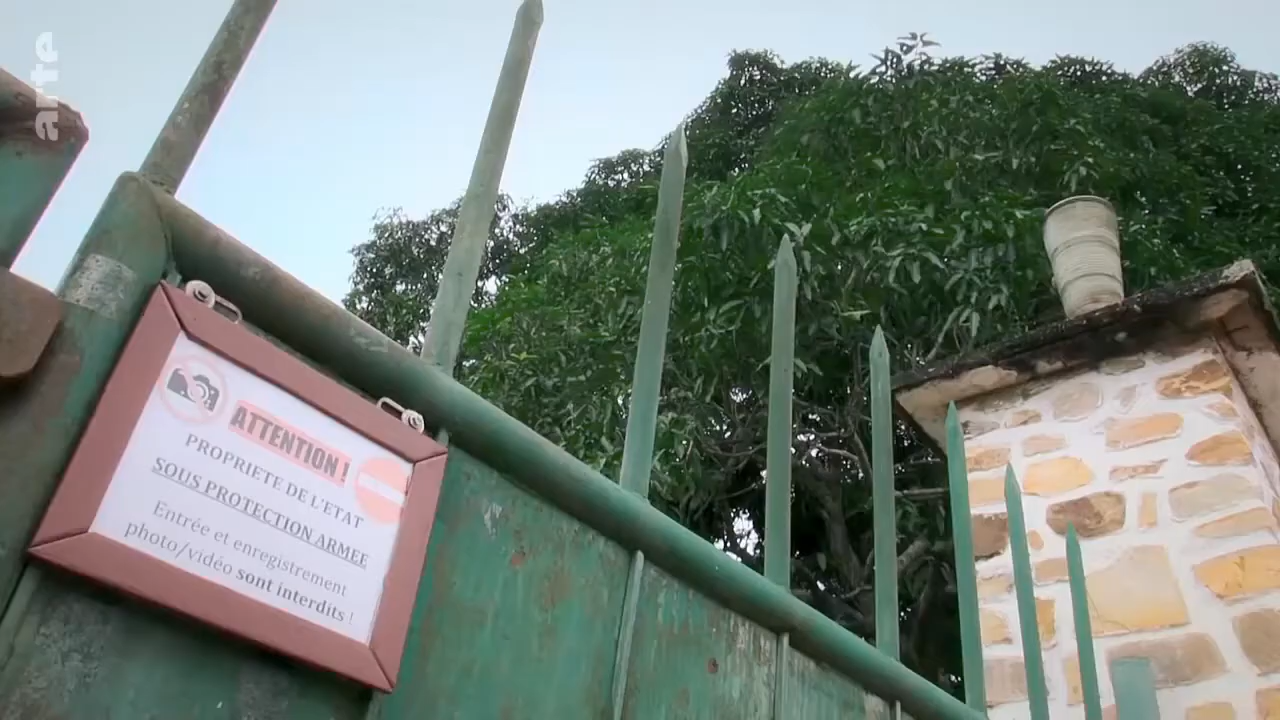 arte
ATTENTION !
PROPRIETE DE L'ETAT
SOUS PROTECTION ARMEE
Entrée et enregistrement
photo/vidéo sont interdits !